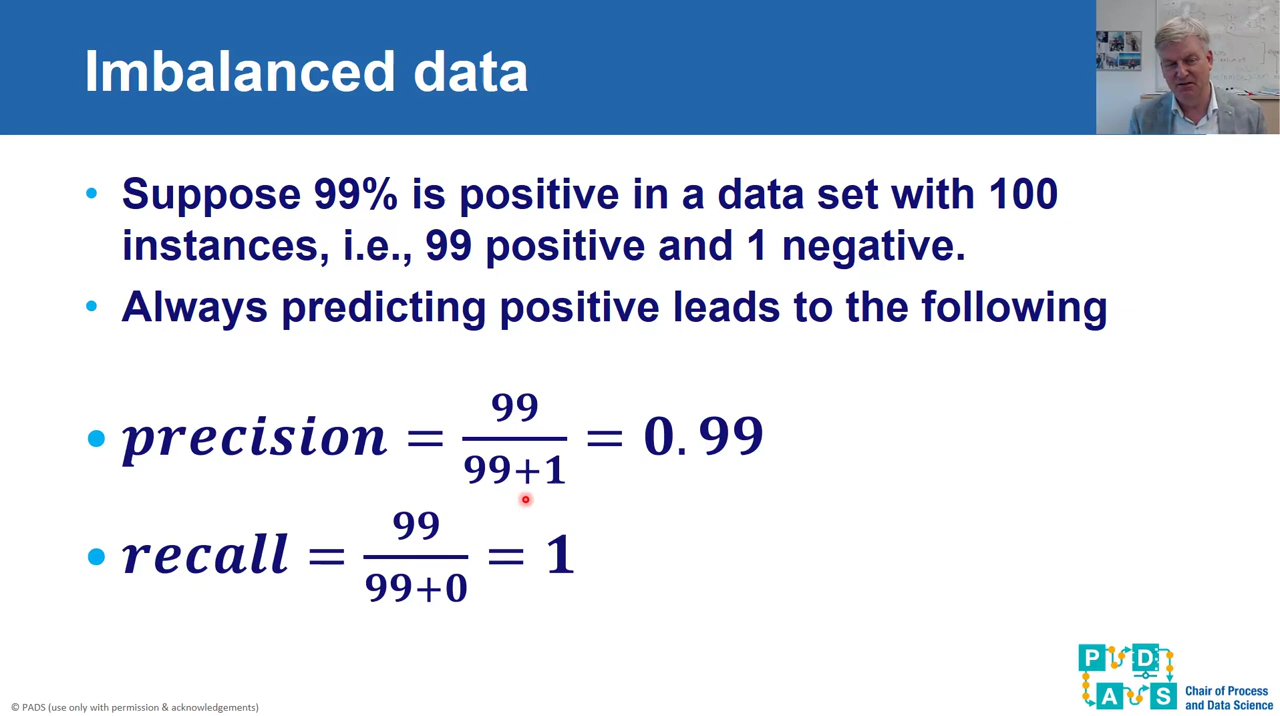 Imbalanced data
• Suppose 99% is positive in a data set with 100
instances, i.e., 99 positive and 1 negative.
• Always predicting positive leads to the following
• precision = 99/(99+1) = 0.99
• recall = 99/(99+0) = 1
P D
A S
Chair of Process
and Data Science
© PADS (use only with permission & acknowledgements)